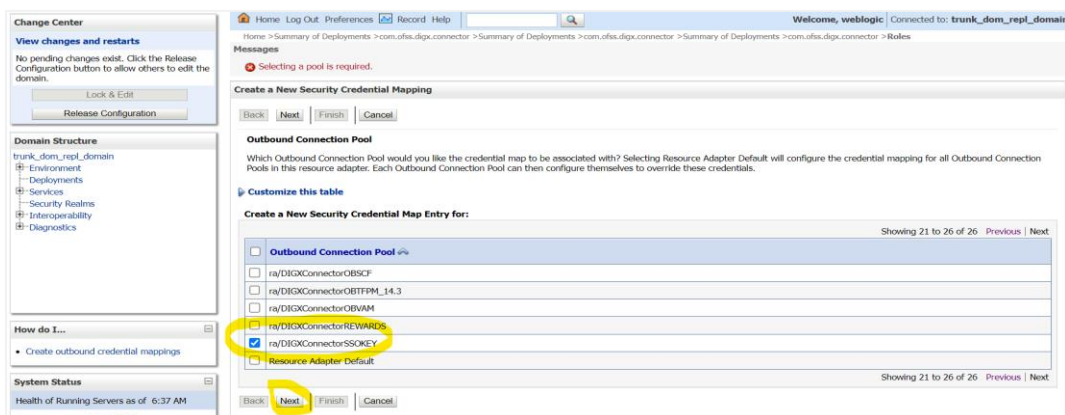 Change Center
View changes and restarts
No pending changes exist. Click the Release
Configuration button to allow others to edit the
domain.
Lock & Edit
Release Configuration
Domain Structure
trunk_dom_repl_domain
Environment
Deployments
Services
Security Realms
Interoperability
Diagnostics
How do I...
Create outbound credential mappings
System Status
Health of Running Servers as of 6:37 AM
Home Log Out Preferences Record Help
Welcome, weblogic Connected to: trunk_dom_repl_domain
Home >Summary of Deployments >com.ofss.digx.connector >Summary of Deployments >com.ofss.digx.connector >Summary of Deployments >com.ofss.digx.connector >Roles
Messages
Selecting a pool is required.
Create a New Security Credential Mapping
Back Next Finish Cancel
Outbound Connection Pool
Which Outbound Connection Pool would you like the credential map to be associated with? Selecting Resource Adapter Default will configure the credential mapping for all Outbound Connection
Pools in this resource adapter. Each Outbound Connection Pool can then configure themselves to override these credentials.
Customize this table
Create a New Security Credential Map Entry for:
Showing 21 to 26 of 26 Previous | Next
Outbound Connection Pool
ra/DIGXConnectorOBSCF
ra/DIGXConnectorOBTFPM_14.3
ra/DIGXConnectorOBVAM
ra/DIGXConnectorREWARDS
ra/DIGXConnectorSSOKEY
Resource Adapter Default
Showing 21 to 26 of 26 Previous | Next
Back Next Finish Cancel